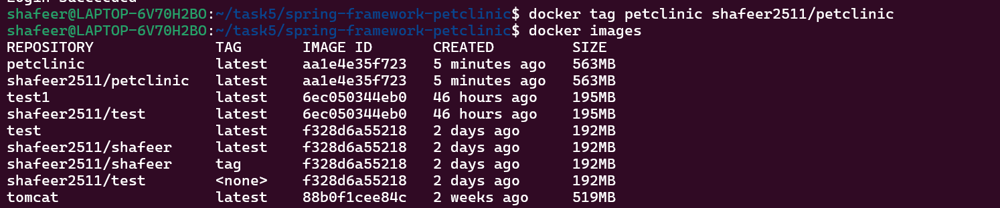 Login Succeeded
shafeer@LAPTOP-6V70H2BO:~/task5/spring-framework-petclinic$ docker tag petclinic shafeer2511/petclinic
shafeer@LAPTOP-6V70H2BO:~/task5/spring-framework-petclinic$ docker images
REPOSITORY TAG IMAGE ID CREATED SIZE
petclinic latest aa1e4e35f723 5 minutes ago 563MB
shafeer2511/petclinic latest aa1e4e35f723 5 minutes ago 563MB
test1 latest 6ec050344eb0 46 hours ago 195MB
shafeer2511/test latest 6ec050344eb0 46 hours ago 195MB
test latest f328d6a55218 2 days ago 192MB
shafeer2511/shafeer latest f328d6a55218 2 days ago 192MB
shafeer2511/shafeer tag f328d6a55218 2 days ago 192MB
shafeer2511/test <none> f328d6a55218 2 days ago 192MB
tomcat latest 88b0f1cee84c 2 weeks ago 519MB